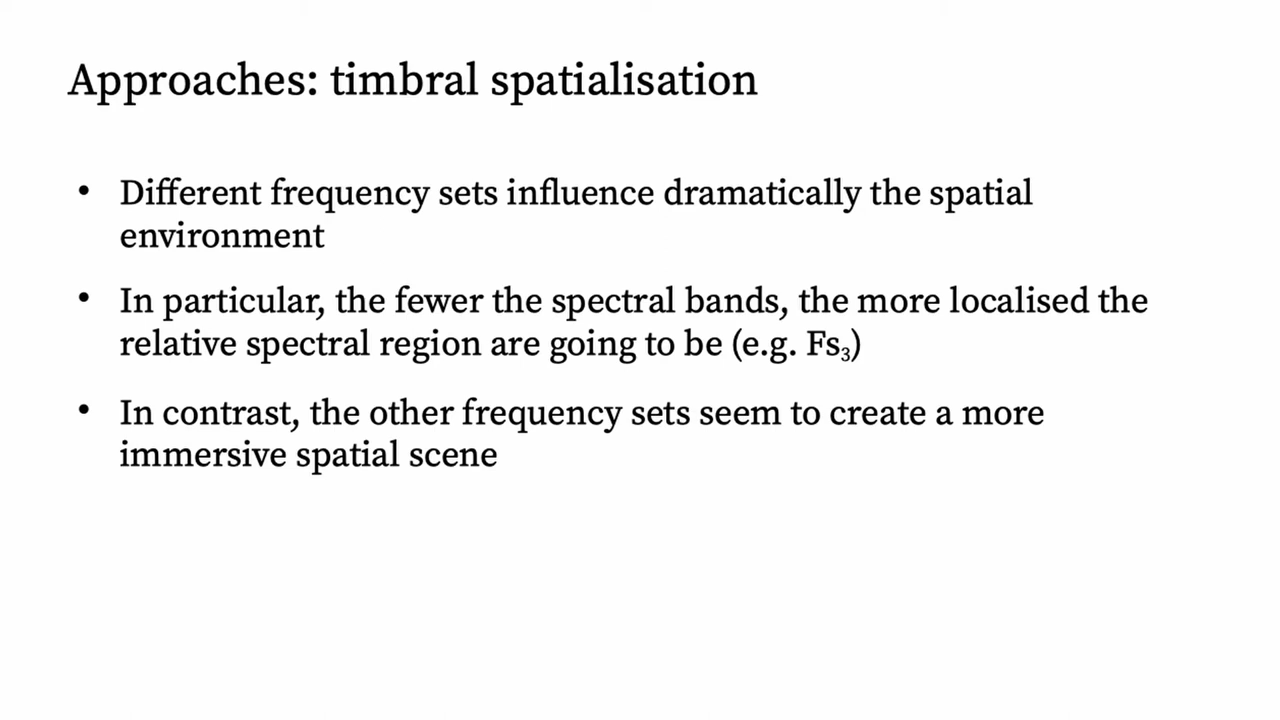 Approaches: timbral spatialisation
• Different frequency sets influence dramatically the spatial
environment
• In particular, the fewer the spectral bands, the more localised the
relative spectral region are going to be (e.g. Fs₃)
• In contrast, the other frequency sets seem to create a more
immersive spatial scene